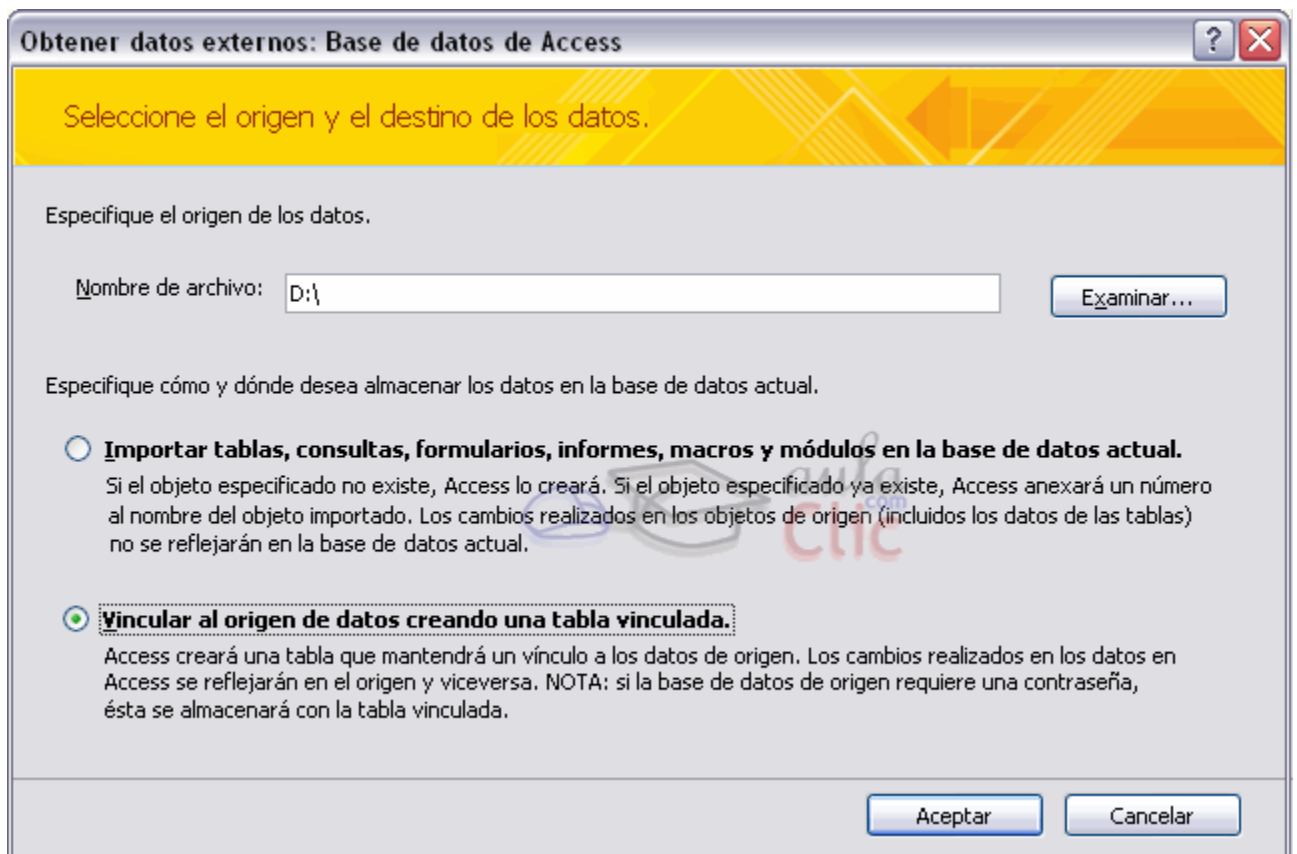 Obtener datos externos: Base de datos de Access
Seleccione el origen y el destino de los datos.
Especifique el origen de los datos.
Nombre de archivo: D:\ Examinar...
Especifique cómo y dónde desea almacenar los datos en la base de datos actual.
Importar tablas, consultas, formularios, informes, macros y módulos en la base de datos actual.
Si el objeto especificado no existe, Access lo creará. Si el objeto especificado ya existe, Access anexará un número
al nombre del objeto importado. Los cambios realizados en los objetos de origen (incluidos los datos de las tablas)
no se reflejarán en la base de datos actual.
aula
.com
Clic
Vincular al origen de datos creando una tabla vinculada.
Access creará una tabla que mantendrá un vínculo a los datos de origen. Los cambios realizados en los datos en
Access se reflejarán en el origen y viceversa. NOTA: si la base de datos de origen requiere una contraseña,
ésta se almacenará con la tabla vinculada.
Aceptar Cancelar